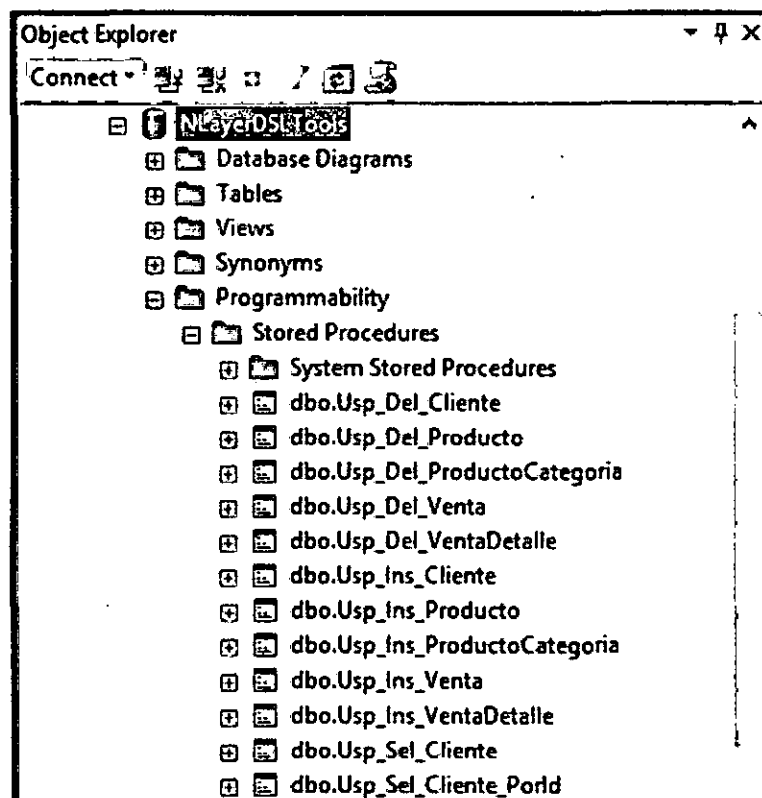 Object Explorer
Connect
NLayerDSLTools
Database Diagrams
Tables
Views
Synonyms
Programmability
Stored Procedures
System Stored Procedures
dbo.Usp_Del_Cliente
dbo.Usp_Del_Producto
dbo.Usp_Del_ProductoCategoria
dbo.Usp_Del_Venta
dbo.Usp_Del_VentaDetalle
dbo.Usp_Ins_Cliente
dbo.Usp_Ins_Producto
dbo.Usp_Ins_ProductoCategoria
dbo.Usp_Ins_Venta
dbo.Usp_Ins_VentaDetalle
dbo.Usp_Sel_Cliente
dbo.Usp_Sel_Cliente_PorId